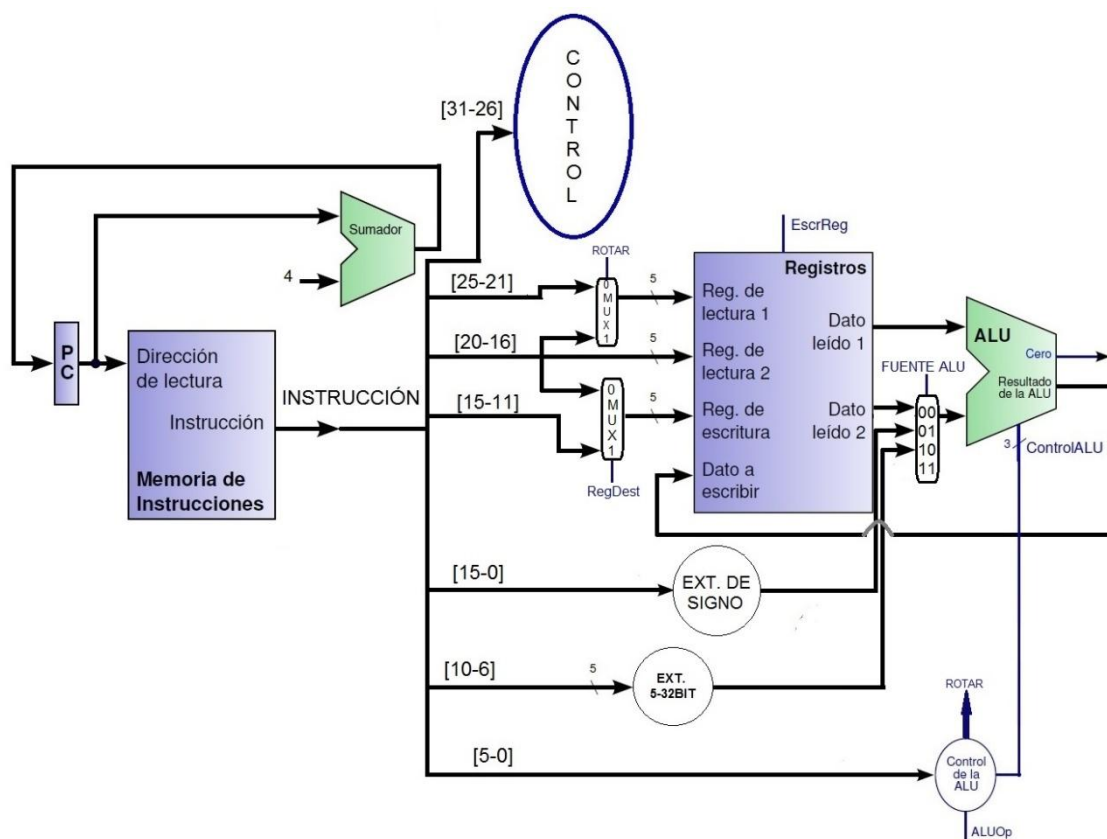 CONTROL
[31-26]
Sumador
4
EscrReg
ROTAR
[25-21]
0
MUX
1
5
Registros
Reg. de
lectura 1
Dato
leído 1
[20-16]
5
Reg. de
lectura 2
ALU
Cero
Resultado
de la ALU
FUENTE ALU
PC
Dirección
de lectura
INSTRUCCIÓN
Instrucción
Memoria de
Instrucciones
[15-11]
0
MUX
1
5
Reg. de
escritura
Dato
leído 2
00
01
10
11
3
ControlALU
RegDest
Dato a
escribir
[15-0]
EXT. DE
SIGNO
[10-6]
5
EXT.
5-32BIT
ROTAR
[5-0]
Control
de la
ALU
ALUOp